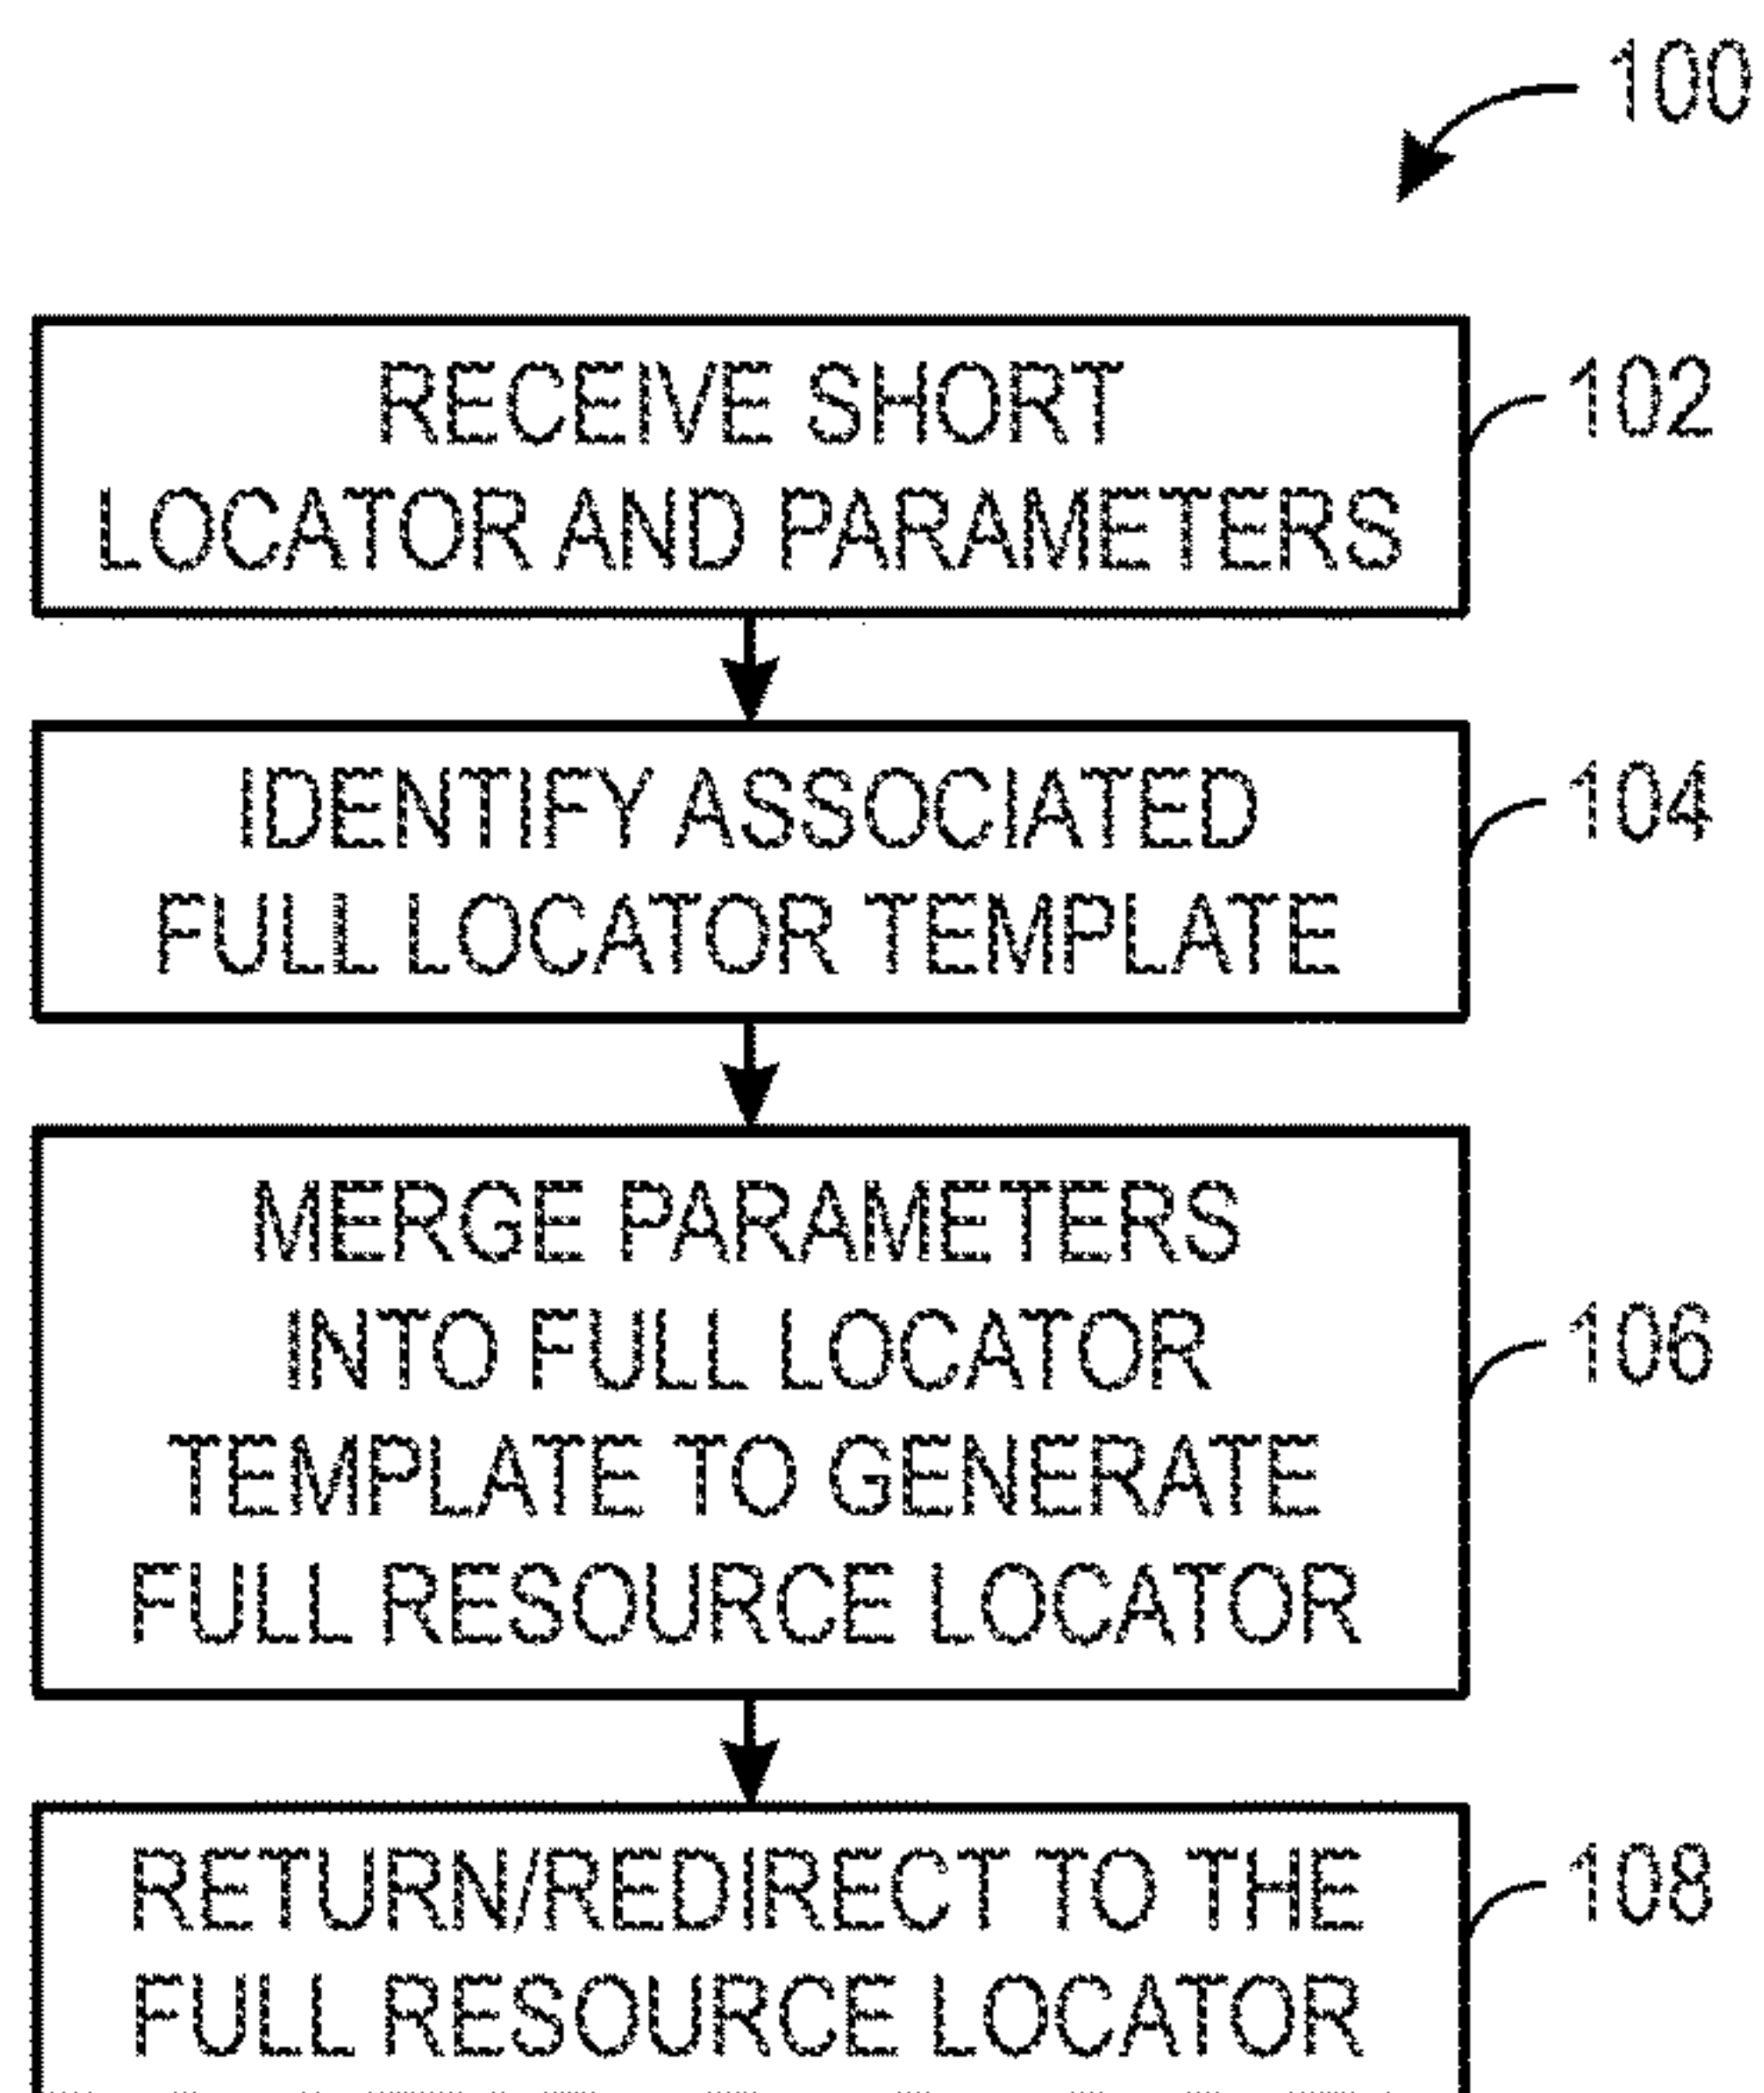 100
RECEIVE SHORT
LOCATOR AND PARAMETERS
102
IDENTIFY ASSOCIATED
FULL LOCATOR TEMPLATE
104
MERGE PARAMETERS
INTO FULL LOCATOR
TEMPLATE TO GENERATE
FULL RESOURCE LOCATOR
106
RETURN/REDIRECT TO THE
FULL RESOURCE LOCATOR
108